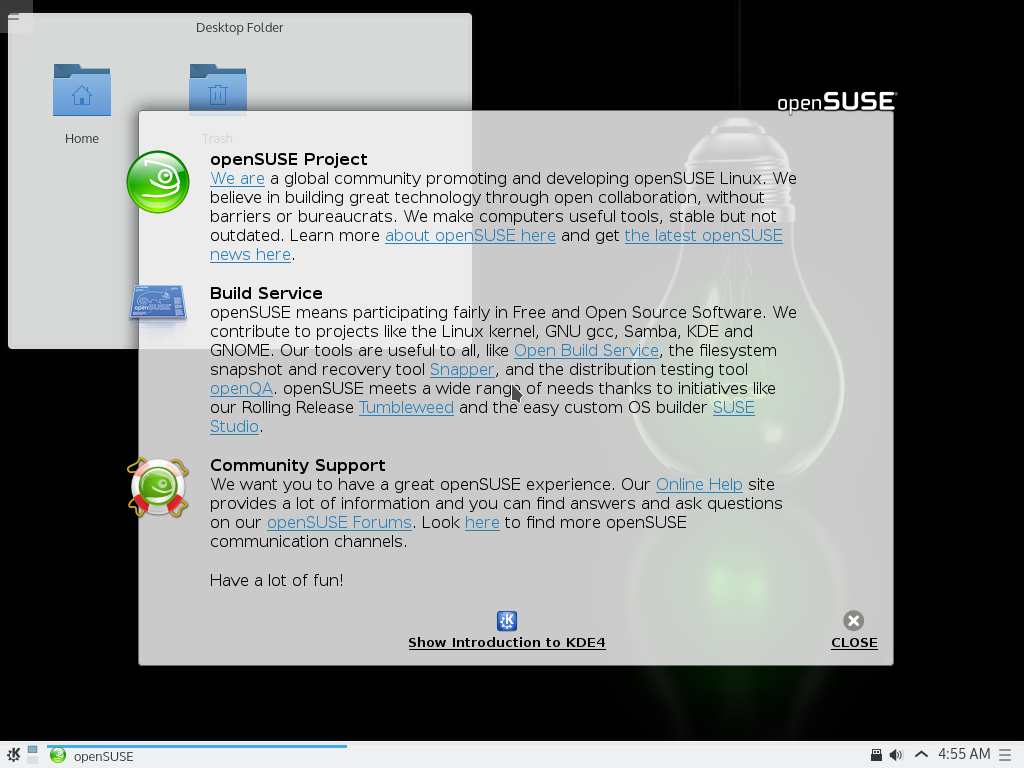 Desktop Folder
Home
Trash
openSUSE
openSUSE Project
We are a global community promoting and developing openSUSE Linux. We
believe in building great technology through open collaboration, without
barriers or bureaucrats. We make computers useful tools, stable but not
outdated. Learn more about openSUSE here and get the latest openSUSE
news here.
Build Service
openSUSE means participating fairly in Free and Open Source Software. We
contribute to projects like the Linux kernel, GNU gcc, Samba, KDE and
GNOME. Our tools are useful to all, like Open Build Service, the filesystem
snapshot and recovery tool Snapper, and the distribution testing tool
openQA. openSUSE meets a wide range of needs thanks to initiatives like
our Rolling Release Tumbleweed and the easy custom OS builder SUSE
Studio.
openSUSE
Community Support
We want you to have a great openSUSE experience. Our Online Help site
provides a lot of information and you can find answers and ask questions
on our openSUSE Forums. Look here to find more openSUSE
communication channels.
Have a lot of fun!
Show Introduction to KDE4
CLOSE
openSUSE
4:55 AM